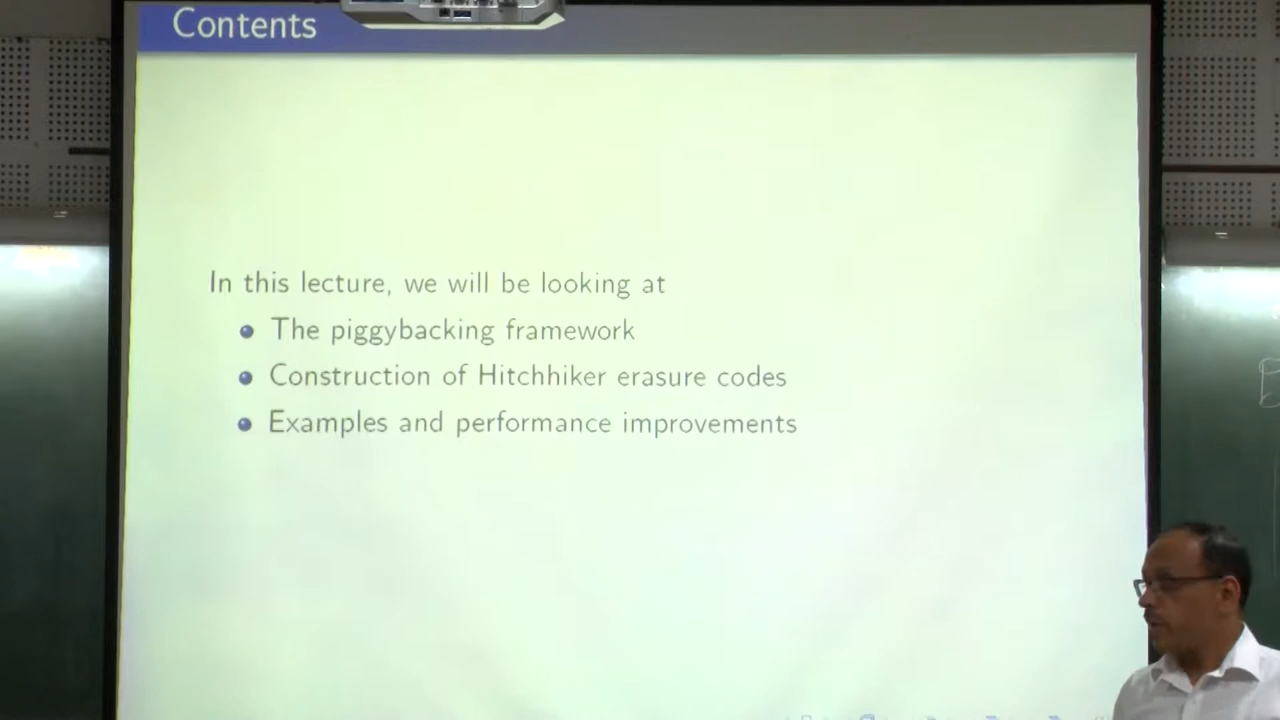 Contents
In this lecture, we will be looking at
The piggybacking framework
Construction of Hitchhiker erasure codes
Examples and performance improvements